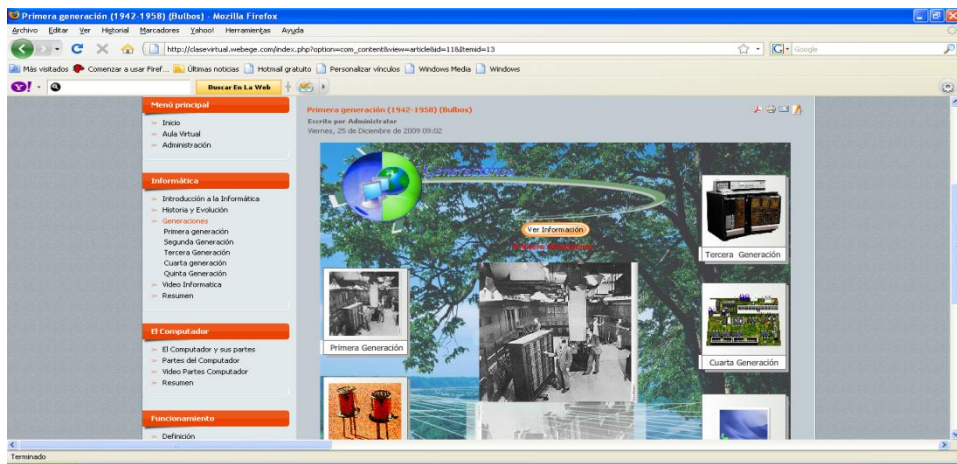 Primera generación (1942-1958) (Bulbos) - Mozilla Firefox
Archivo Editar Ver Historial Marcadores Yahoo! Herramientas Ayuda
http://clasevirtual.webege.com/index.php?option=com_content&view=article&id=118&Itemid=13
Google
Más visitados Comenzar a usar Firef... Últimas noticias Hotmail gratuito Personalizar vínculos Windows Media Windows
Y! Buscar En La Web
Menú principal
Inicio
Aula Virtual
Administración
Informática
Introducción a la Informática
Historia y Evolución
Generaciones
Primera generación
Segunda Generación
Tercera Generación
Cuarta generación
Quinta Generación
Video Informatica
Resumen
El Computador
El Computador y sus partes
Partes del Computador
Video Partes Computador
Resumen
Funcionamiento
Definición
Primera generación (1942-1958) (Bulbos)
Escrito por Administrator
Viernes, 25 de Diciembre de 2009 09:02
Generaciones
Ver Información
Primera Generación
Primera Generación
Tercera Generación
Cuarta Generación
Terminado